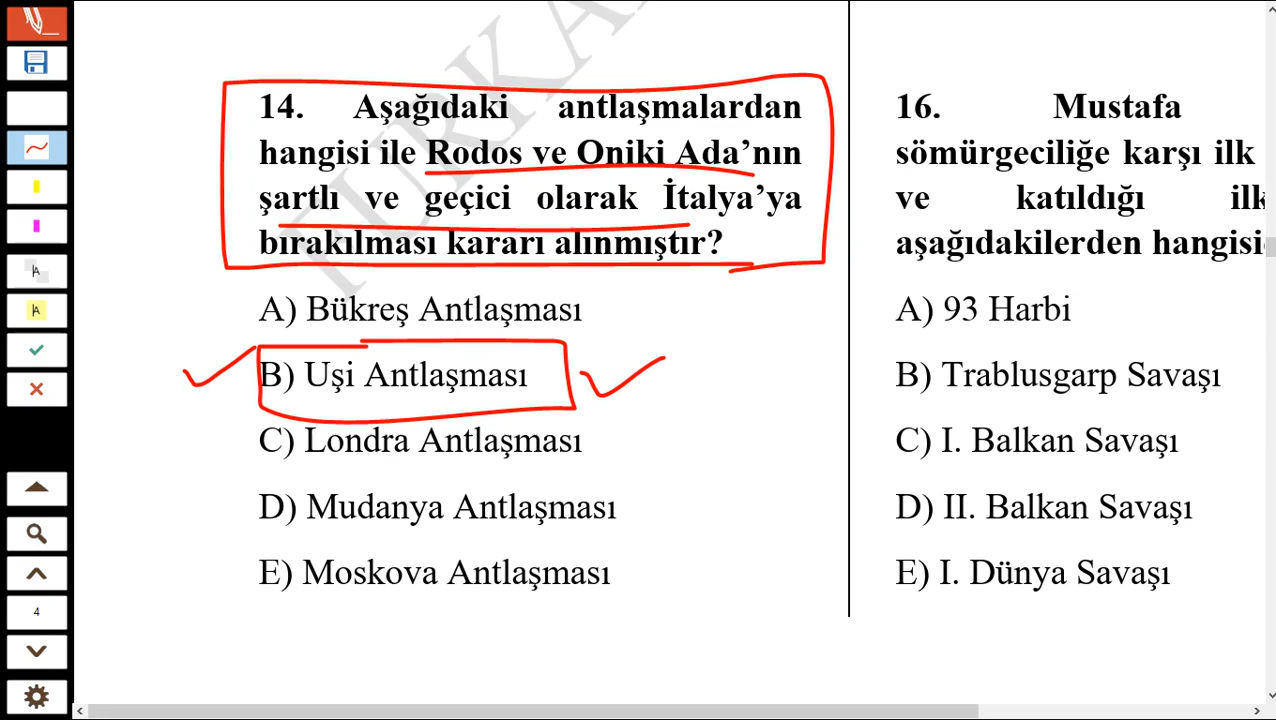 FURKA
14. Aşağıdaki antlaşmalardan
hangisi ile Rodos ve Oniki Ada’nın
şartlı ve geçici olarak İtalya’ya
bırakılması kararı alınmıştır?
A) Bükreş Antlaşması
B) Uşi Antlaşması
C) Londra Antlaşması
D) Mudanya Antlaşması
E) Moskova Antlaşması
16. Mustafa
sömürgeciliğe karşı ilk
ve katıldığı ilk
aşağıdakilerden hangisi
A) 93 Harbi
B) Trablusgarp Savaşı
C) I. Balkan Savaşı
D) II. Balkan Savaşı
E) I. Dünya Savaşı
A
A
4